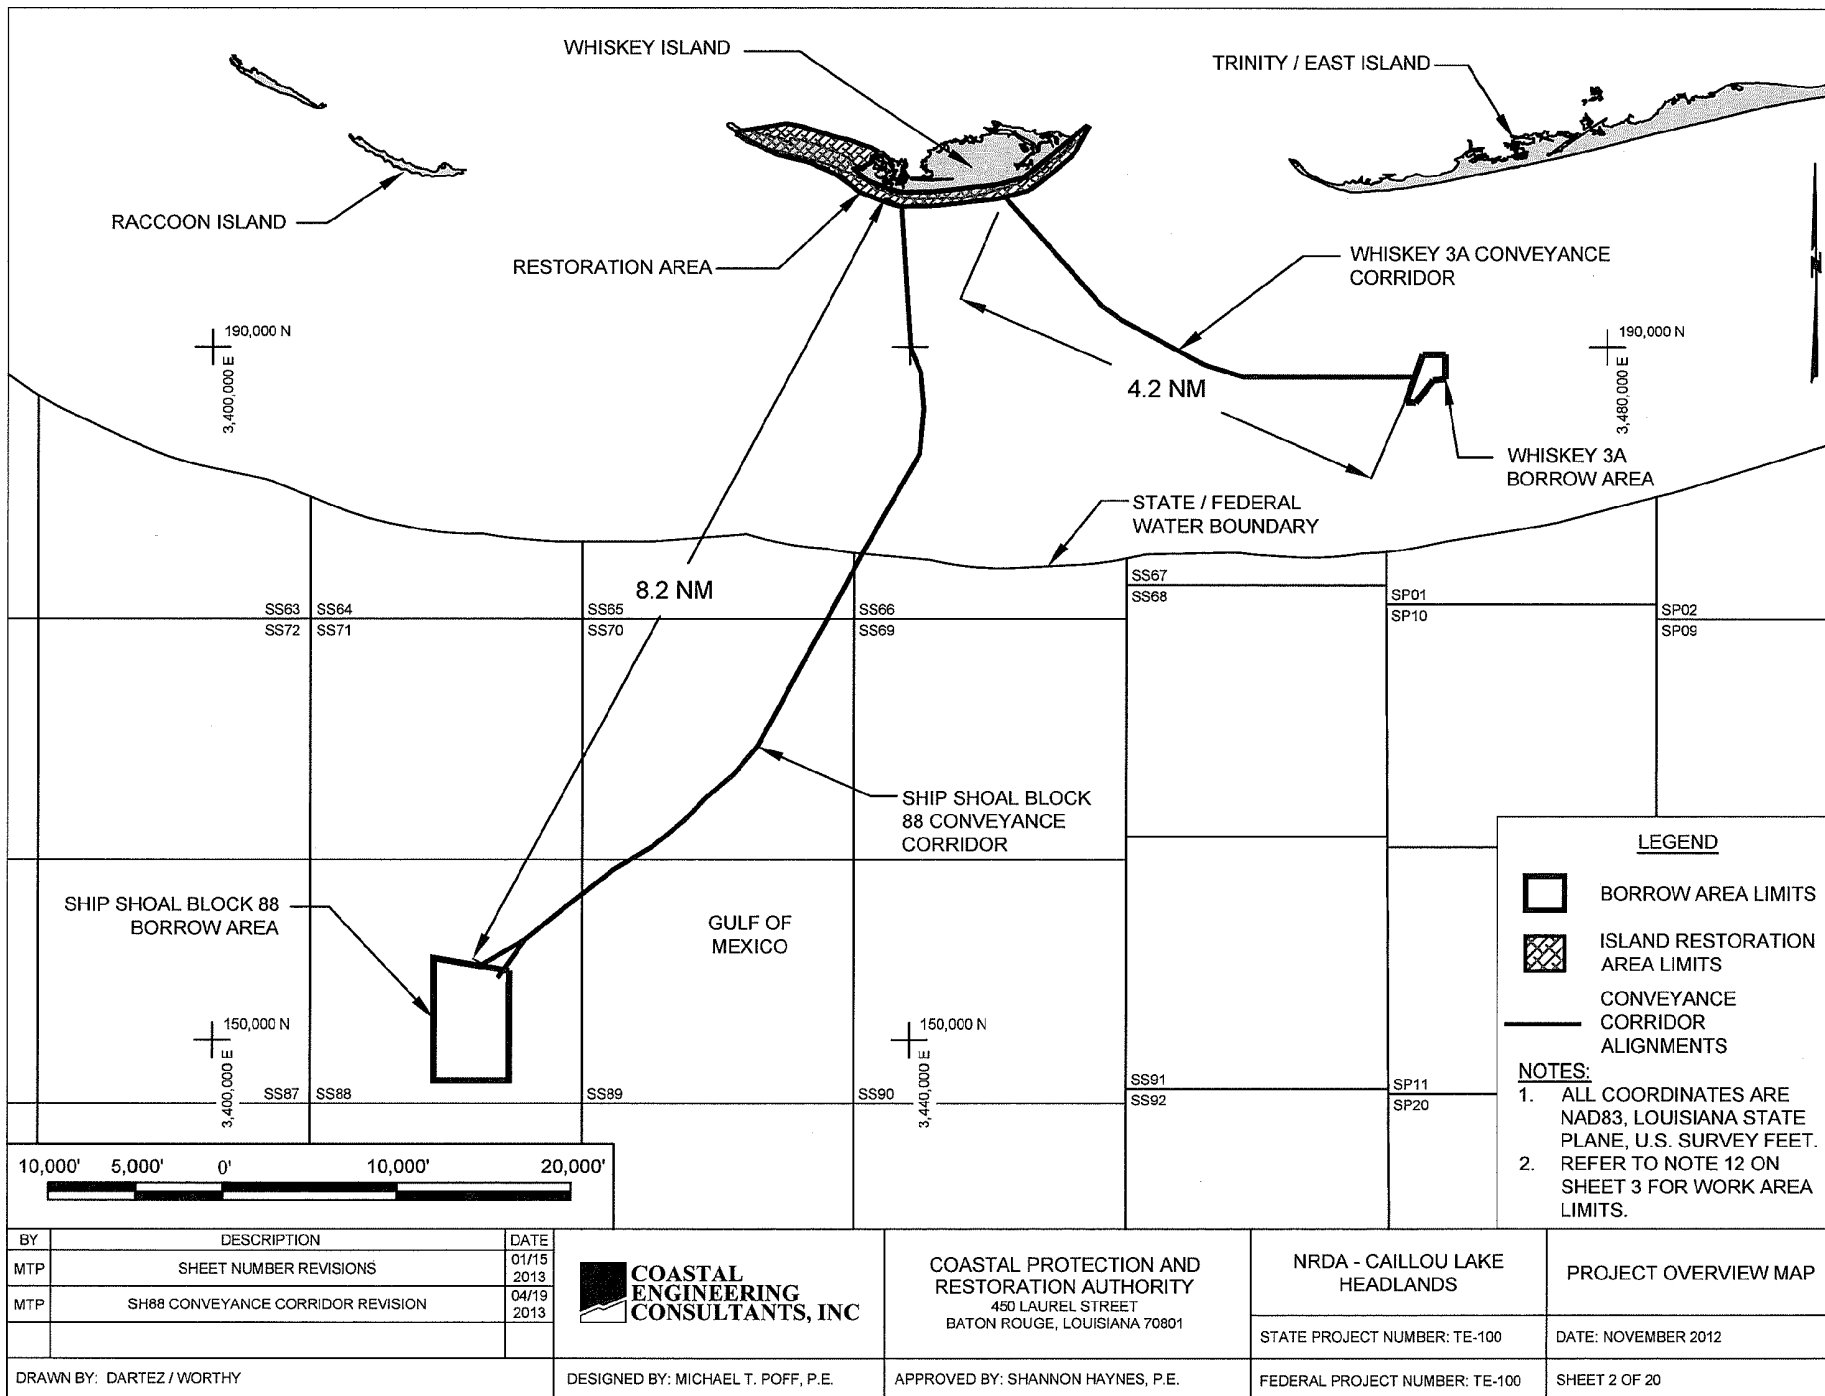 WHISKEY ISLAND
TRINITY / EAST ISLAND
RACCOON ISLAND
RESTORATION AREA
WHISKEY 3A CONVEYANCE
CORRIDOR
190,000 N
3,400,000 E
190,000 N
3,480,000 E
4.2 NM
WHISKEY 3A
BORROW AREA
STATE / FEDERAL
WATER BOUNDARY
8.2 NM
SS63
SS64
SS65
SS66
SS67
SS68
SP01
SP10
SP02
SP09
SS72
SS71
SS70
SS69
SHIP SHOAL BLOCK
88 CONVEYANCE
CORRIDOR
SHIP SHOAL BLOCK 88
BORROW AREA
GULF OF
MEXICO
150,000 N
3,400,000 E
150,000 N
3,440,000 E
SS87
SS88
SS89
SS90
SS91
SS92
SP11
SP20
LEGEND
BORROW AREA LIMITS
ISLAND RESTORATION
AREA LIMITS
CONVEYANCE
CORRIDOR
ALIGNMENTS
NOTES:
1. ALL COORDINATES ARE
NAD83, LOUISIANA STATE
PLANE, U.S. SURVEY FEET.
2. REFER TO NOTE 12 ON
SHEET 3 FOR WORK AREA
LIMITS.
10,000' 5,000' 0' 10,000' 20,000'
BY DESCRIPTION DATE
MTP SHEET NUMBER REVISIONS 01/15
2013
MTP SH88 CONVEYANCE CORRIDOR REVISION 04/19
2013
DRAWN BY: DARTEZ / WORTHY
COASTAL
ENGINEERING
CONSULTANTS, INC
DESIGNED BY: MICHAEL T. POFF, P.E.
COASTAL PROTECTION AND
RESTORATION AUTHORITY
450 LAUREL STREET
BATON ROUGE, LOUISIANA 70801
APPROVED BY: SHANNON HAYNES, P.E.
NRDA - CAILLOU LAKE
HEADLANDS
STATE PROJECT NUMBER: TE-100
FEDERAL PROJECT NUMBER: TE-100
PROJECT OVERVIEW MAP
DATE: NOVEMBER 2012
SHEET 2 OF 20